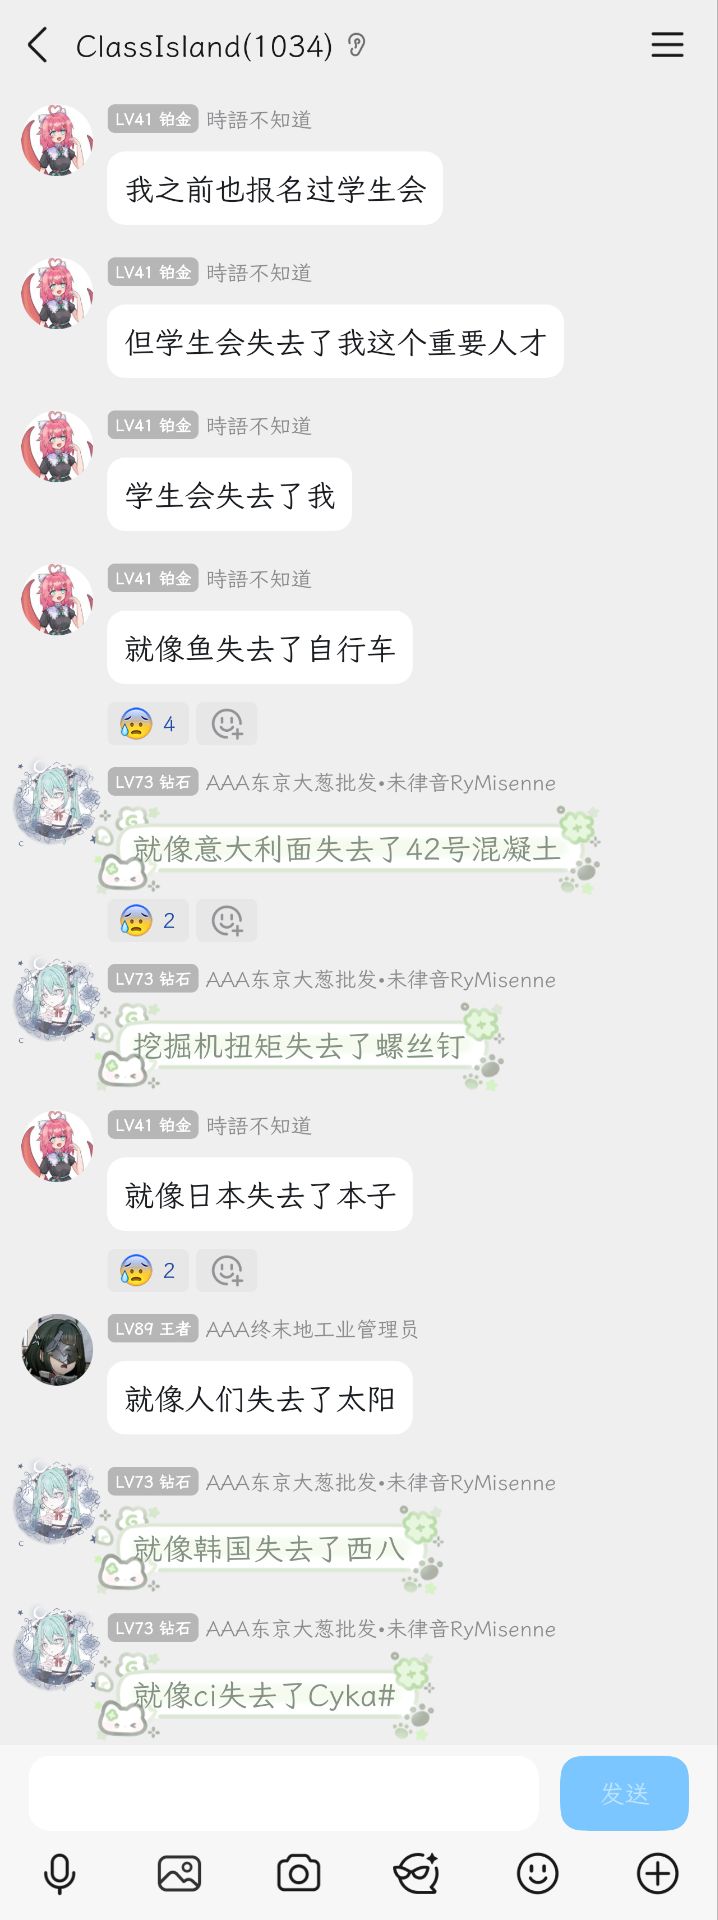 ClassIsland(1034)
LV41 铂金 時語不知道
我之前也报名过学生会
LV41 铂金 時語不知道
但学生会失去了我这个重要人才
LV41 铂金 時語不知道
学生会失去了我
LV41 铂金 時語不知道
就像鱼失去了自行车
4
LV73 钻石 AAA东京大葱批发•未律音RyMisenne
就像意大利面失去了42号混凝土
2
LV73 钻石 AAA东京大葱批发•未律音RyMisenne
挖掘机扭矩失去了螺丝钉
LV41 铂金 時語不知道
就像日本失去了本子
2
LV89 王者 AAA终末地工业管理员
就像人们失去了太阳
LV73 钻石 AAA东京大葱批发•未律音RyMisenne
就像韩国失去了西八
LV73 钻石 AAA东京大葱批发•未律音RyMisenne
就像ci失去了Cyka#
发送